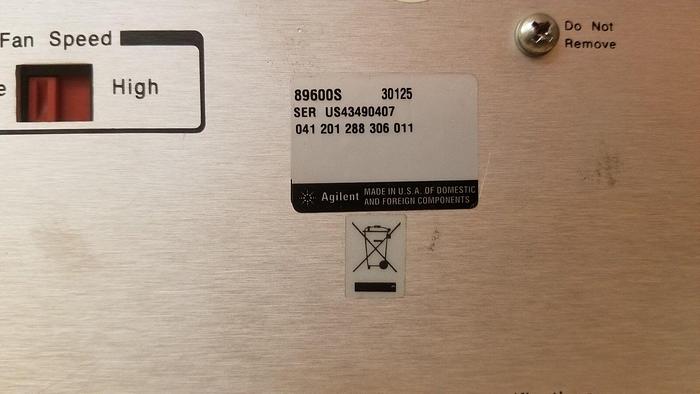 Fan Speed
High
Do Not
Remove
89600S 30125
SER US43490407
041 201 288 306 011
Agilent
MADE IN U.S.A. OF DOMESTIC
AND FOREIGN COMPONENTS